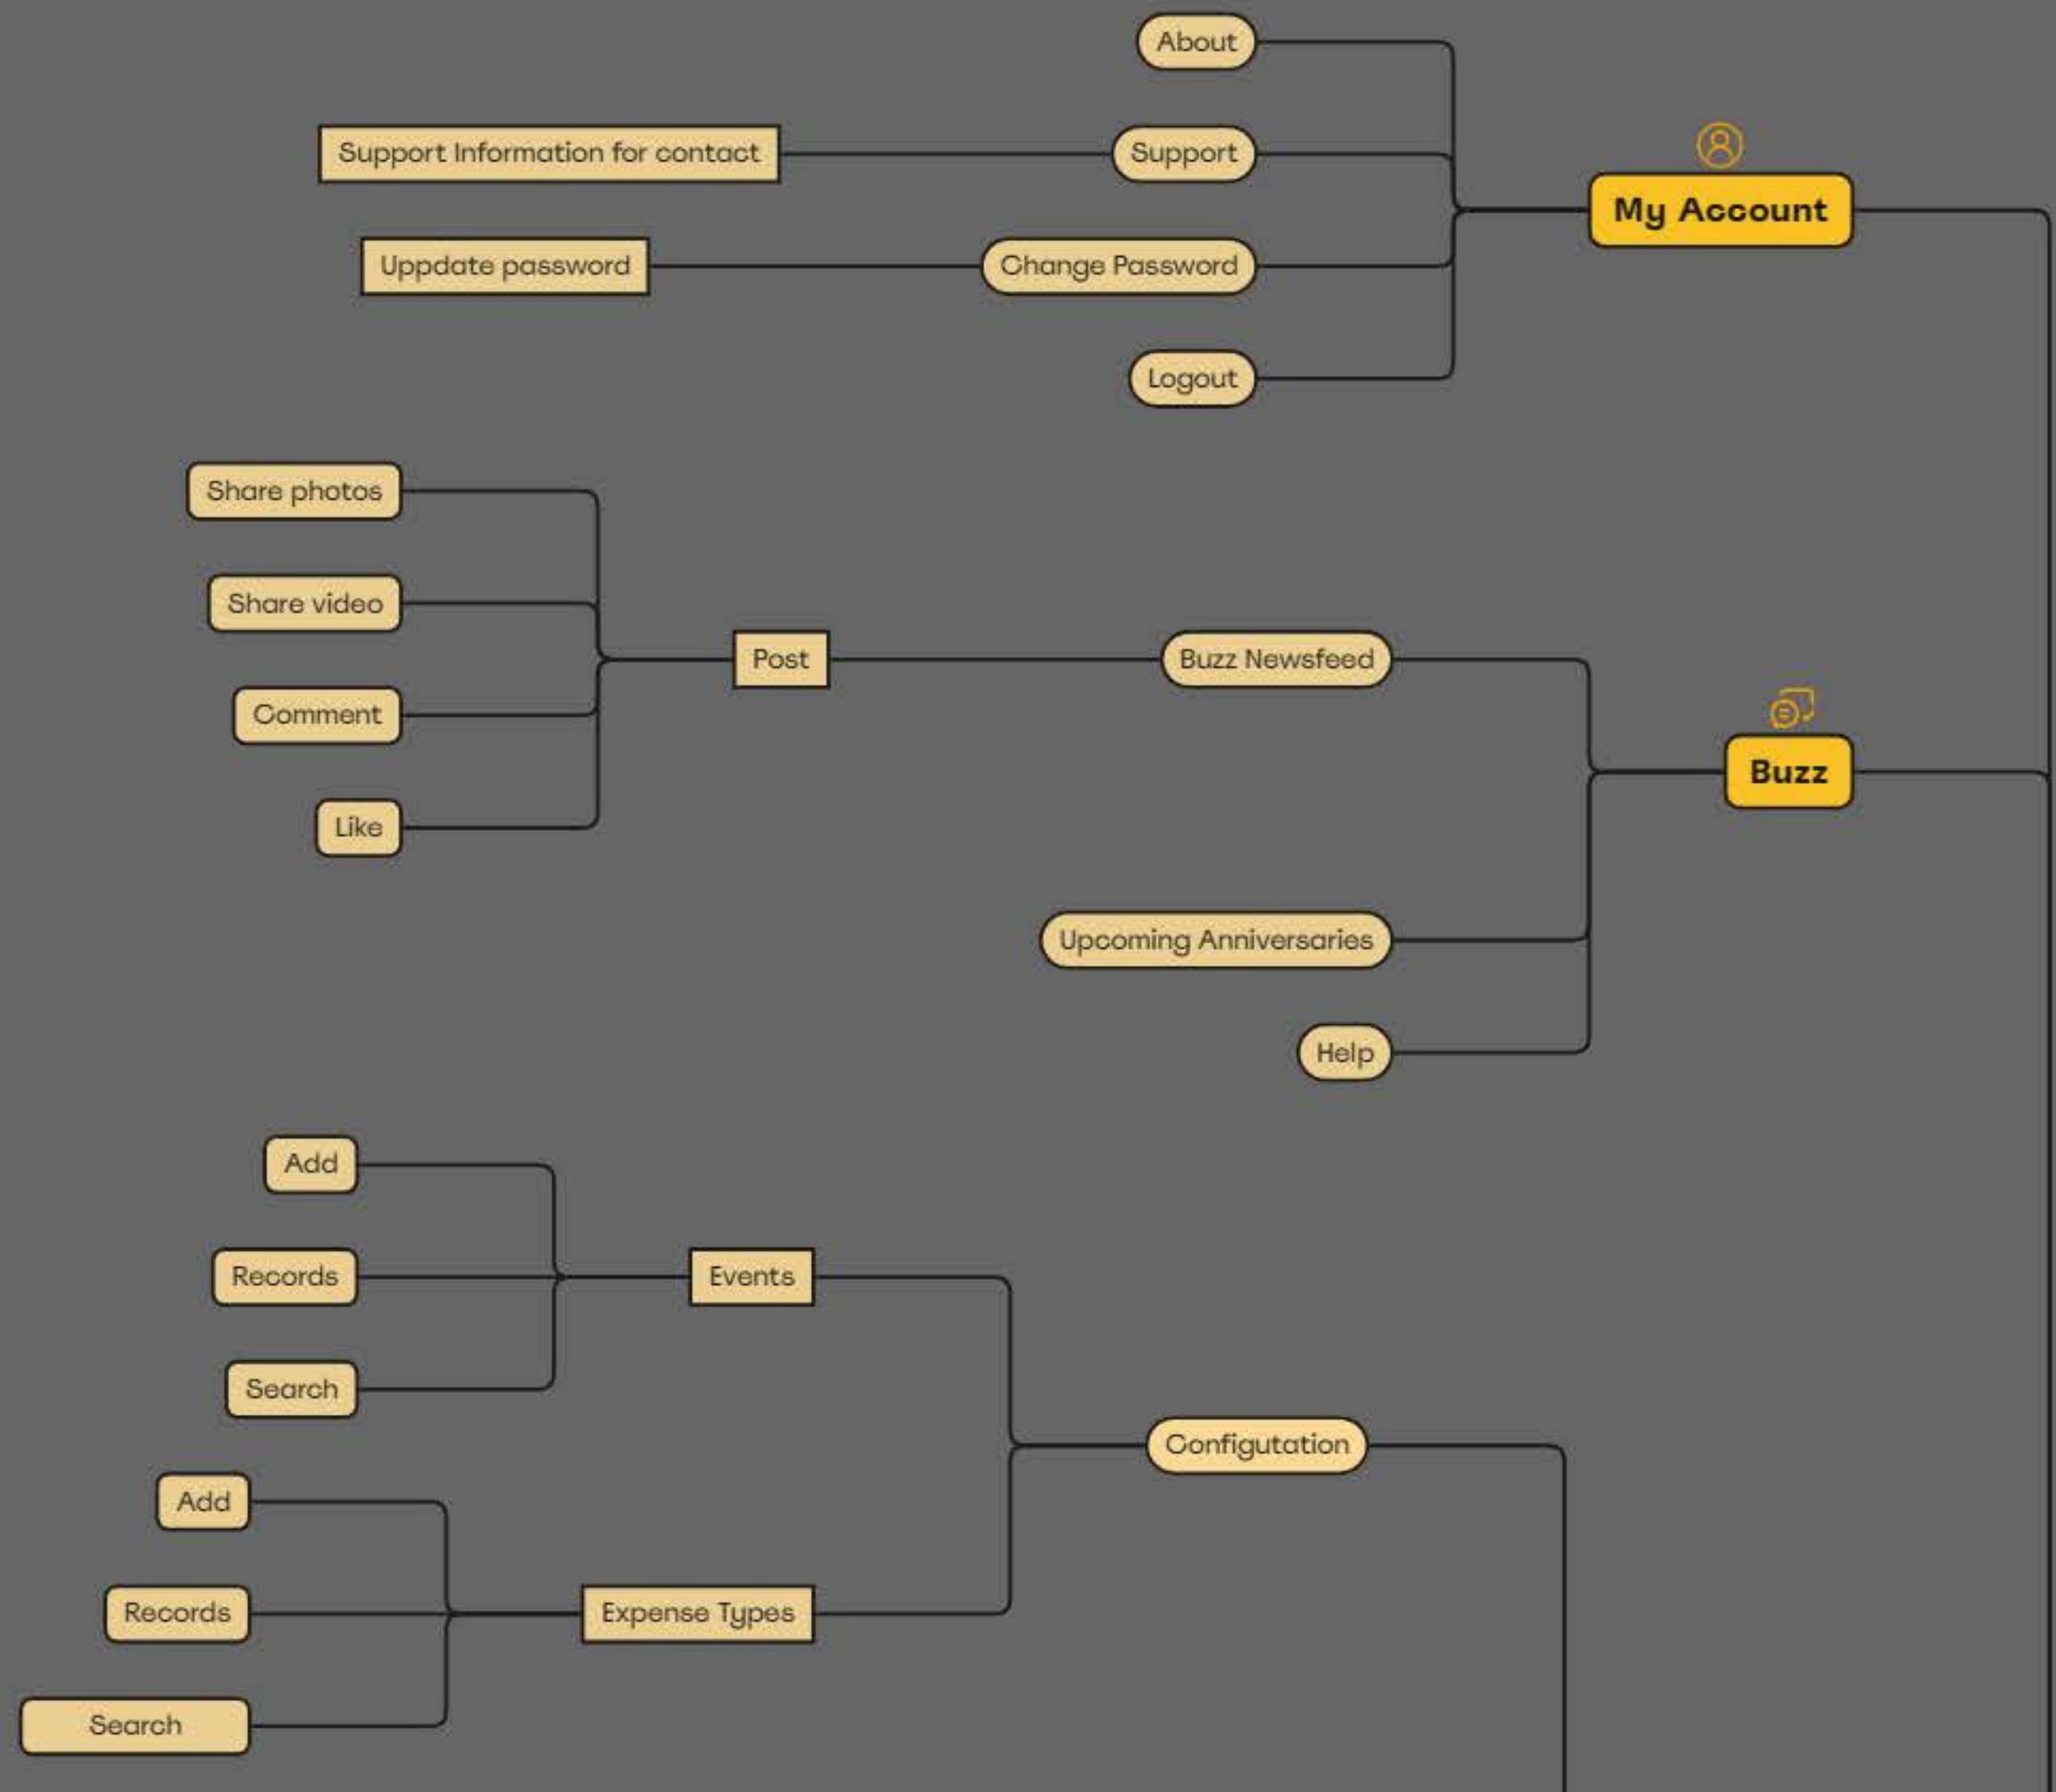 About
Support Information for contact
Support
My Account
Uppdate password
Change Password
Logout
Share photos
Share video
Post
Buzz Newsfeed
Comment
Buzz
Like
Upcoming Anniversaries
Help
Add
Records
Events
Search
Configutation
Add
Records
Expense Types
Search